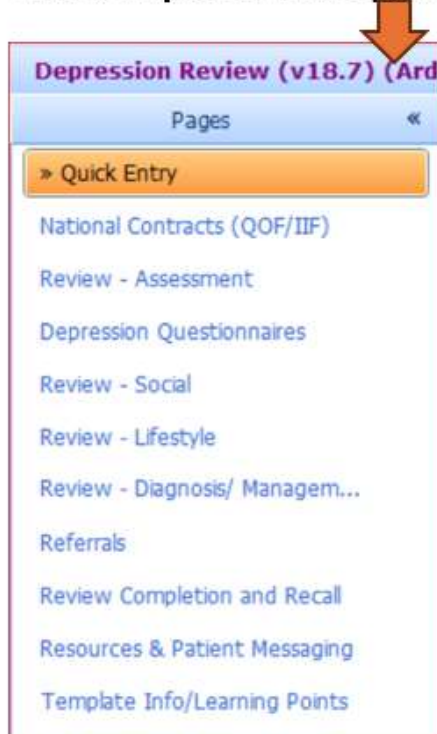 Depression Review (v18.7) (Ard
Pages «
» Quick Entry
National Contracts (QOF/IIF)
Review - Assessment
Depression Questionnaires
Review - Social
Review - Lifestyle
Review - Diagnosis/ Managem...
Referrals
Review Completion and Recall
Resources & Patient Messaging
Template Info/Learning Points